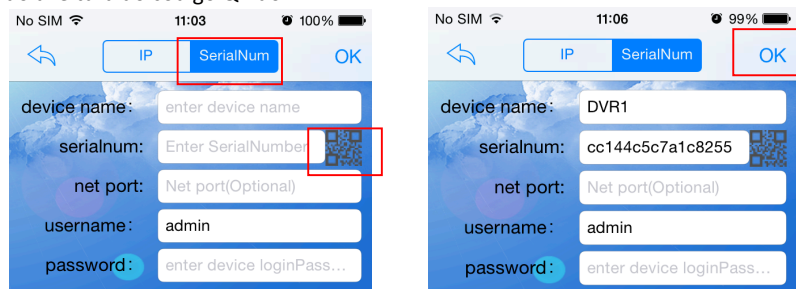 No SIM 11:03 100%
IP SerialNum OK
device name: enter device name
serialnum: Enter SerialNumber
net port: Net port(Optional)
username: admin
password: enter device loginPass...
No SIM 11:06 99%
IP SerialNum OK
device name: DVR1
serialnum: cc144c5c7a1c8255
net port: Net port(Optional)
username: admin
password: enter device loginPass...